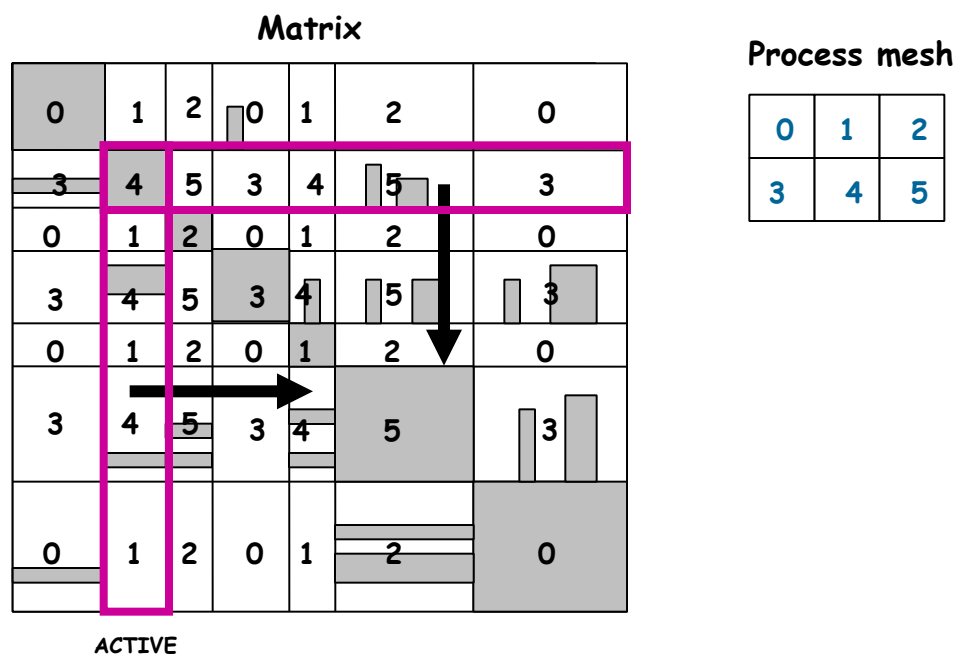 Matrix
Process mesh
0 1 2 0 1 2 0
3 4 5 3 4 5 3
0 1 2 0 1 2 0
3 4 5 3 4 5 3
0 1 2 0 1 2 0
3 4 5 3 4 5 3
0 1 2 0 1 2 0
0 1 2
3 4 5
ACTIVE